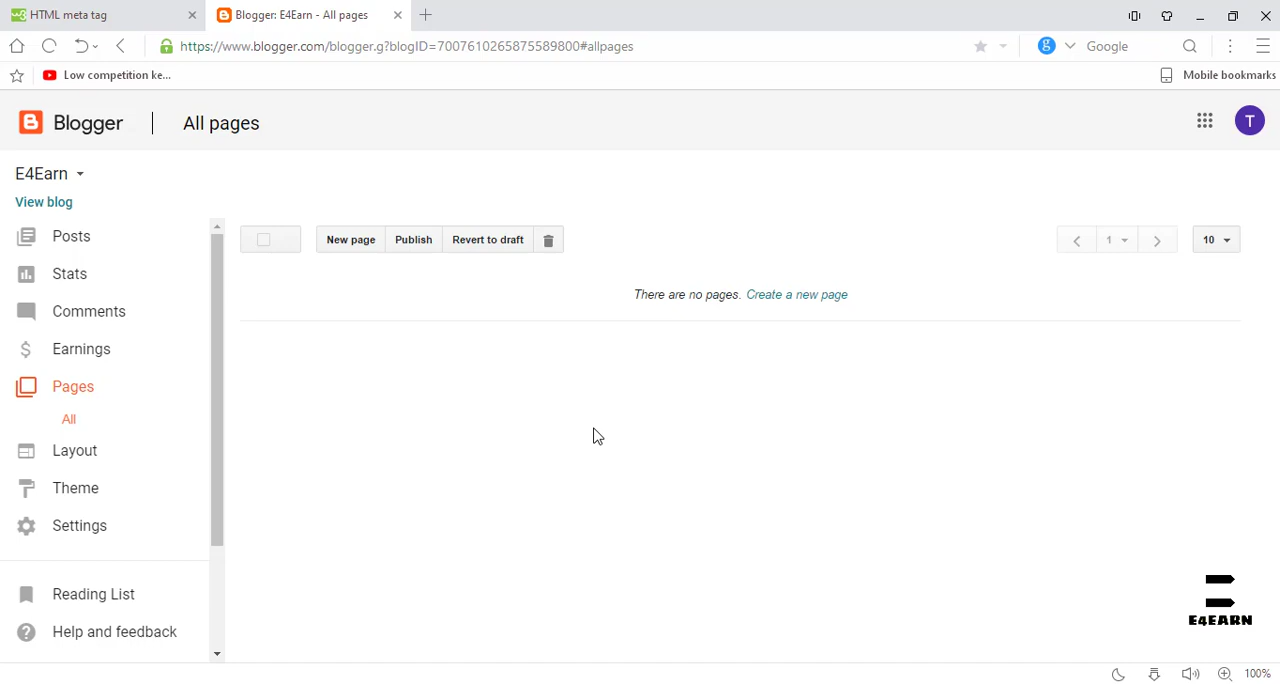 HTML meta tag
Blogger: E4Earn - All pages
https://www.blogger.com/blogger.g?blogID=7007610265875589800#allpages
g
Google
Low competition ke...
Mobile bookmarks
Blogger
All pages
T
E4Earn
View blog
Posts
Stats
Comments
Earnings
Pages
All
Layout
Theme
Settings
Reading List
Help and feedback
New page
Publish
Revert to draft
1
10
There are no pages. Create a new page
E4EARN
100%